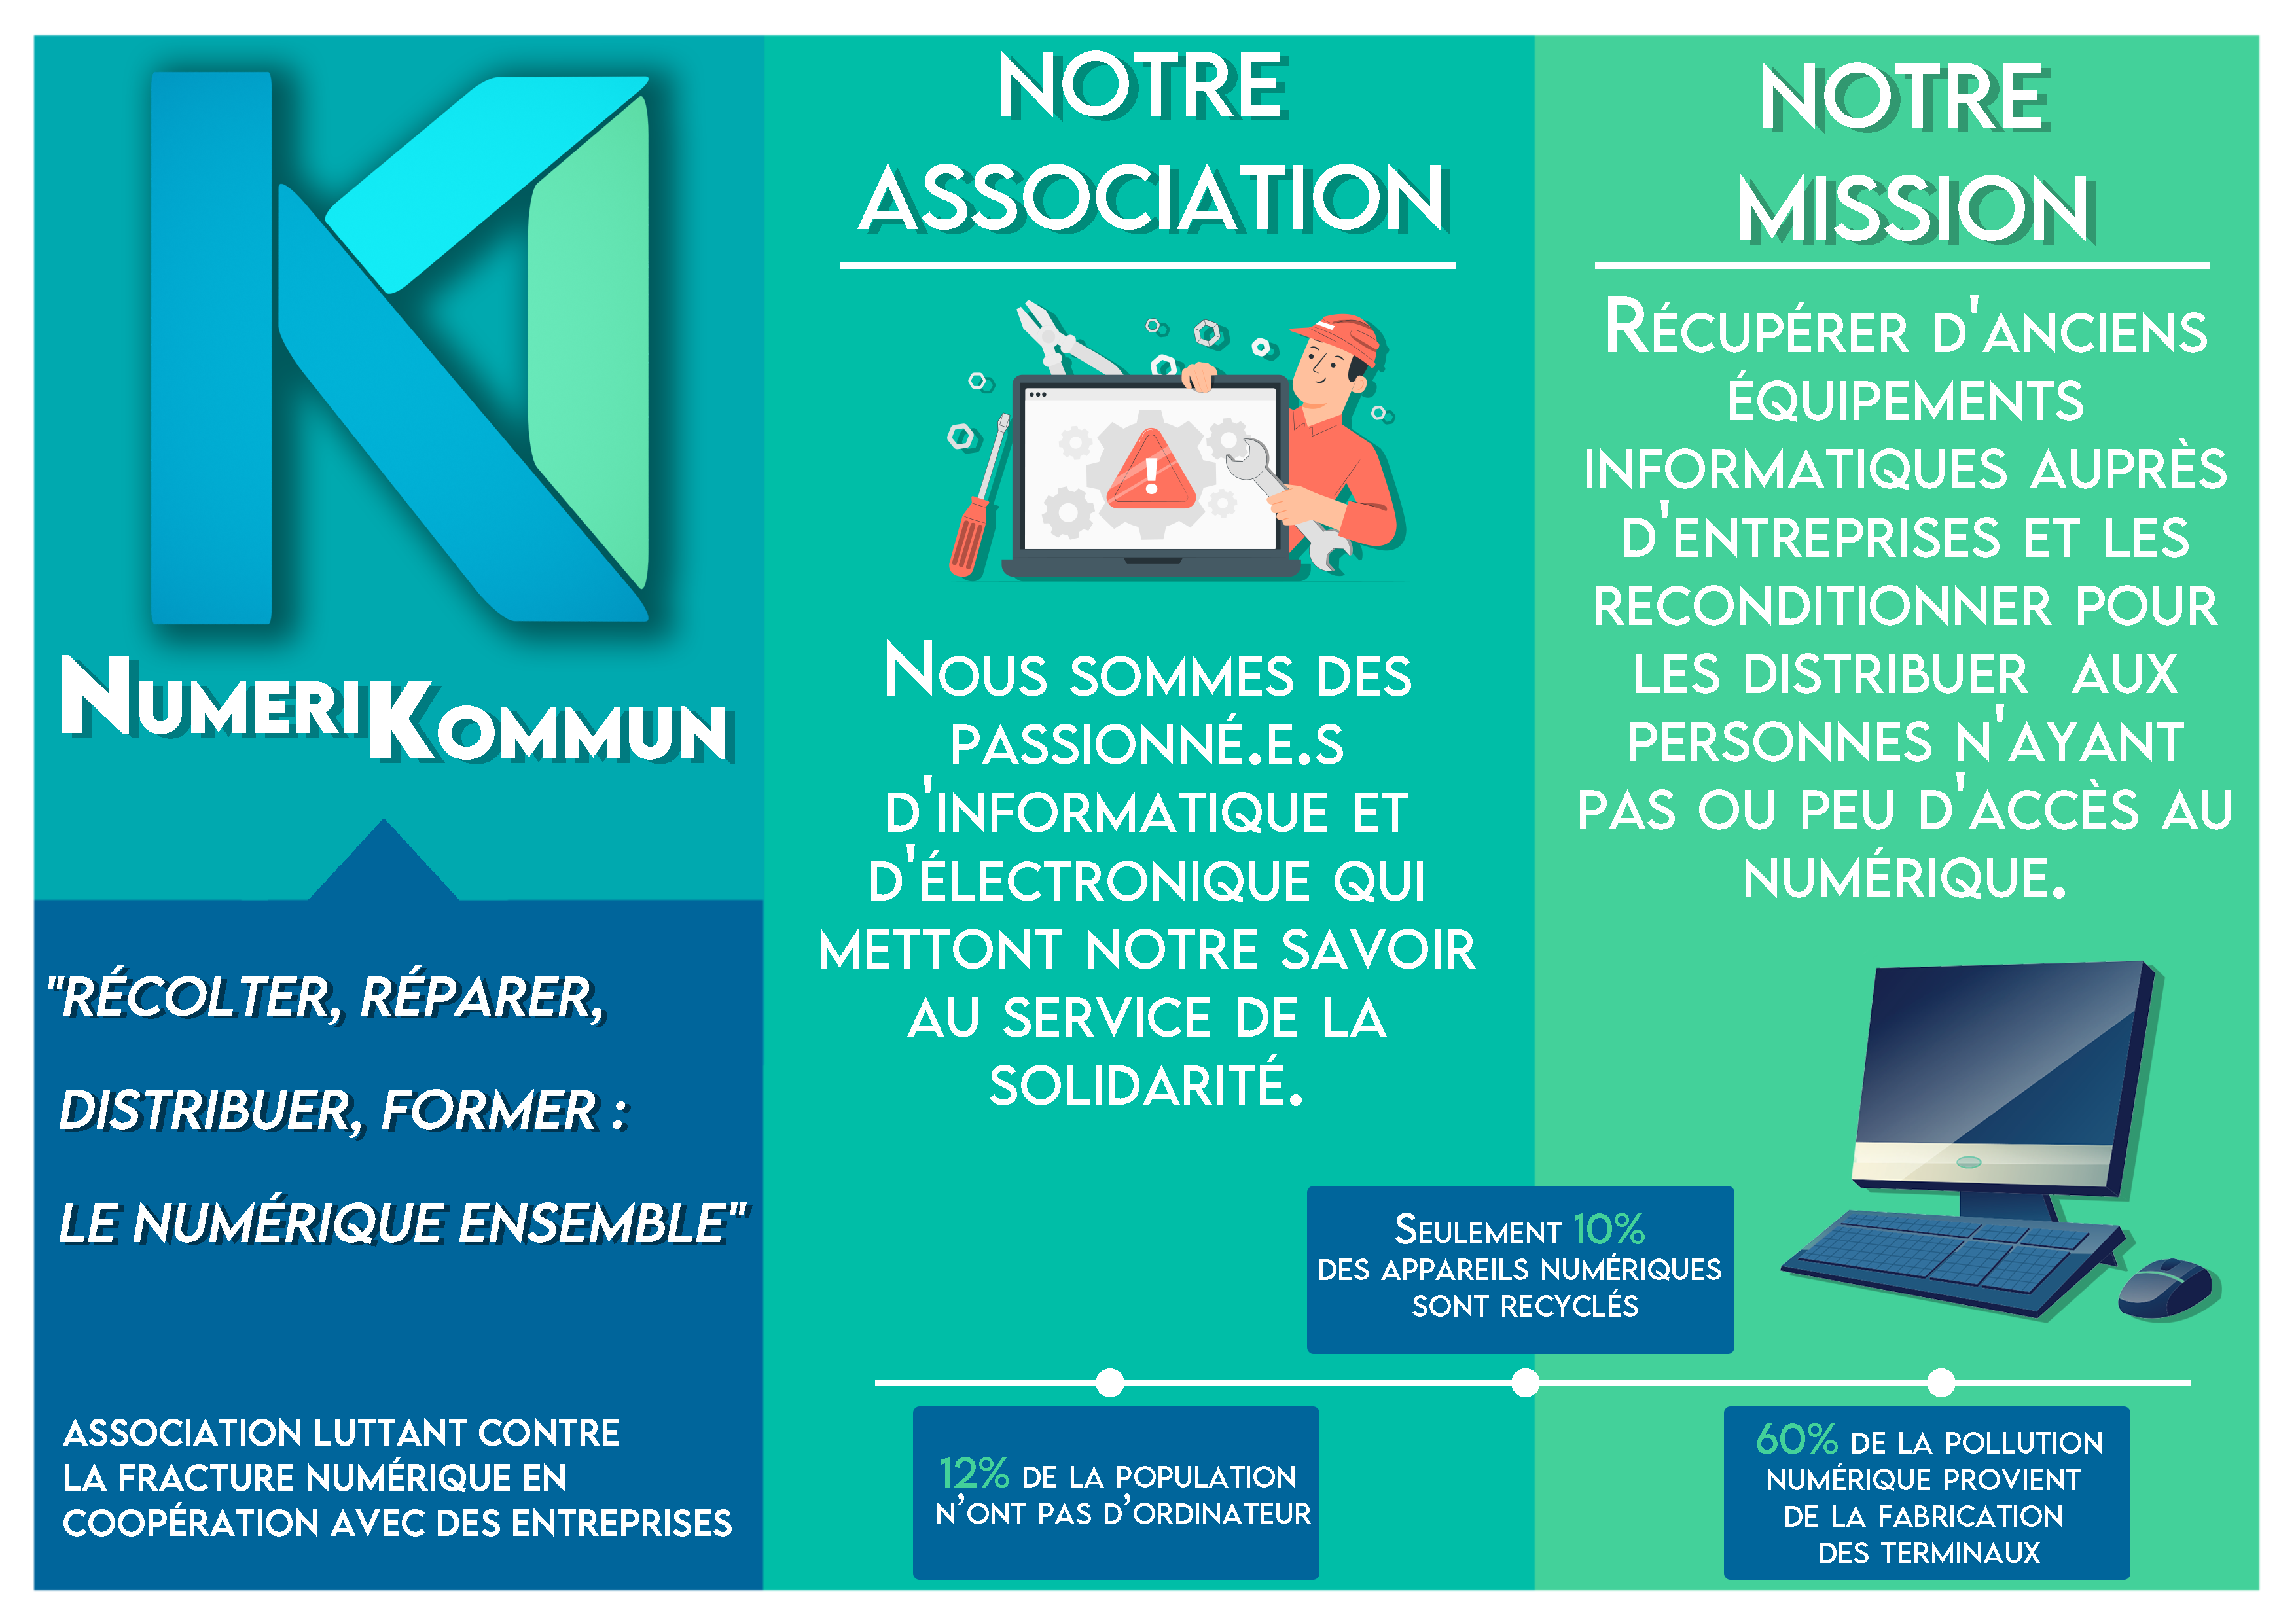 NumeriKommun
"RÉCOLTER, RÉPARER,
DISTRIBUER, FORMER :
LE NUMÉRIQUE ENSEMBLE"
ASSOCIATION LUTTANT CONTRE
LA FRACTURE NUMÉRIQUE EN
COOPÉRATION AVEC DES ENTREPRISES
NOTRE
ASSOCIATION
!
Nous sommes des
passionné.e.s
d'informatique et
d'électronique qui
mettont notre savoir
au service de la
solidarité.
NOTRE
MISSION
Récupérer d'anciens
équipements
informatiques auprès
d'entreprises et les
reconditionner pour
les distribuer aux
personnes n'ayant
pas ou peu d'accès au
numérique.
Seulement 10%
des appareils numériques
sont recyclés
12% de la population
n'ont pas d'ordinateur
60% de la pollution
numérique provient
de la fabrication
des terminaux